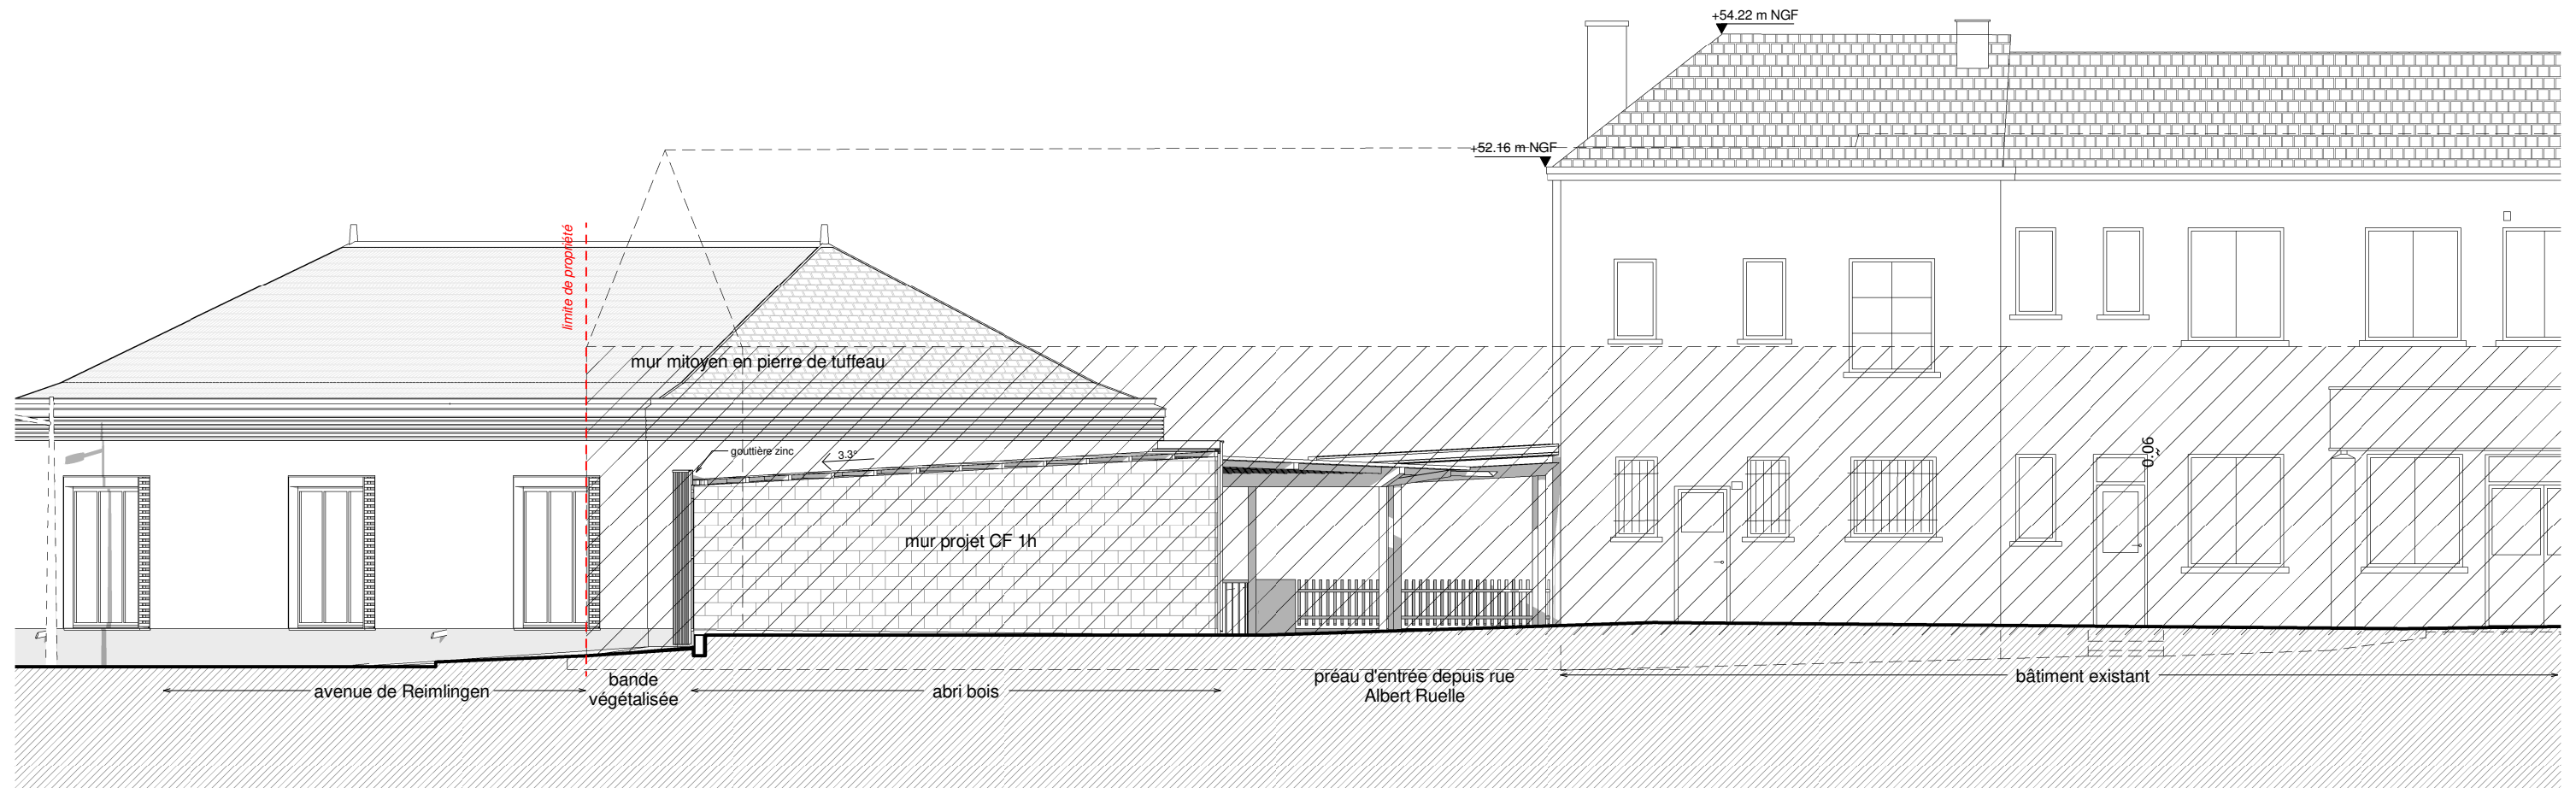 +54.22 m NGF
+52.16 m NGF
limite de propriété
mur mitoyen en pierre de tuffeau
gouttière zinc
3.3°
0.06
mur projet CF 1h
avenue de Reimlingen
bande
végétalisée
abri bois
préau d'entrée depuis rue
Albert Ruelle
bâtiment existant